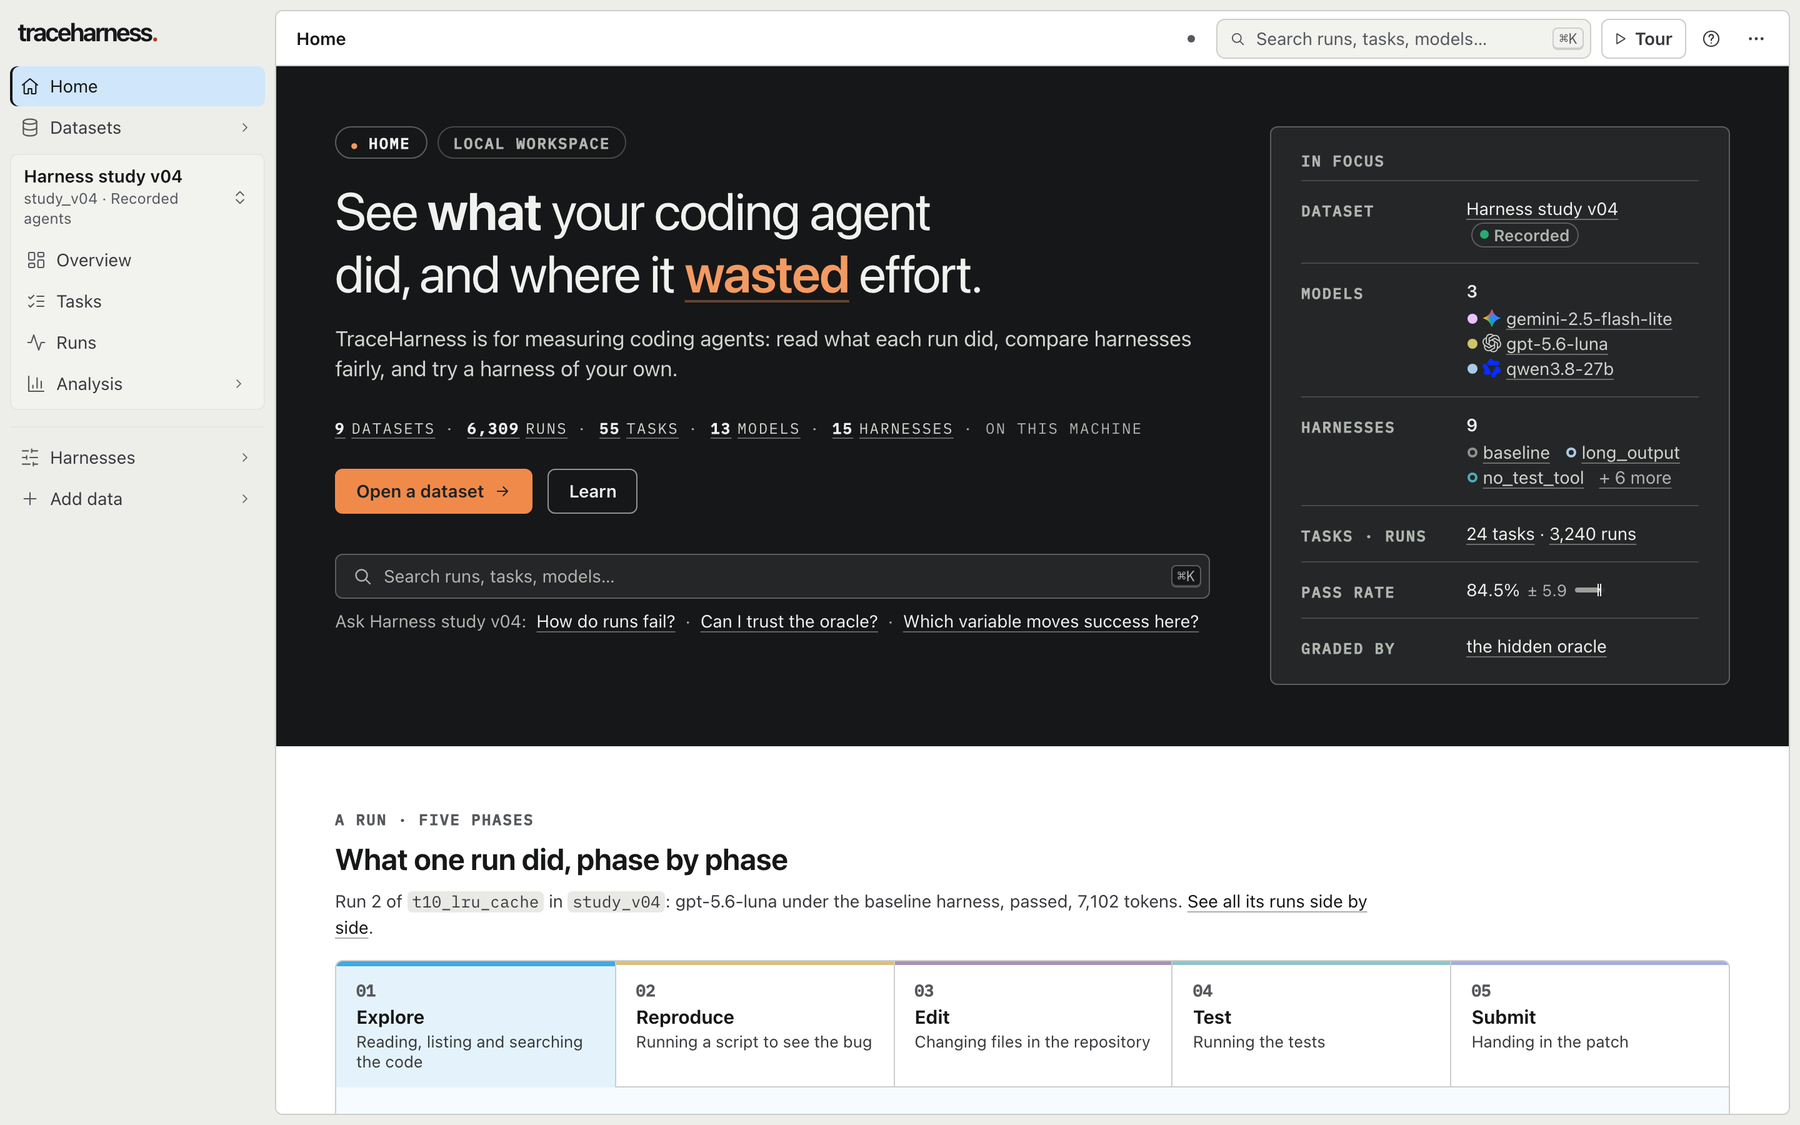 traceharness.
Home
Datasets
Harness study v04
study_v04 · Recorded
agents
Overview
Tasks
Runs
Analysis
Harnesses
Add data
Home
Search runs, tasks, models...
⌘K
Tour
HOME
LOCAL WORKSPACE
See what your coding agent
did, and where it wasted effort.
TraceHarness is for measuring coding agents: read what each run did, compare harnesses
fairly, and try a harness of your own.
9 DATASETS · 6,309 RUNS · 55 TASKS · 13 MODELS · 15 HARNESSES · ON THIS MACHINE
Open a dataset →
Learn
Search runs, tasks, models...
⌘K
Ask Harness study v04: How do runs fail? · Can I trust the oracle? · Which variable moves success here?
IN FOCUS
DATASET
Harness study v04
Recorded
MODELS
3
gemini-2.5-flash-lite
gpt-5.6-luna
qwen3.8-27b
HARNESSES
9
baseline long_output
no_test_tool + 6 more
TASKS · RUNS
24 tasks · 3,240 runs
PASS RATE
84.5% ± 5.9
GRADED BY
the hidden oracle
A RUN · FIVE PHASES
What one run did, phase by phase
Run 2 of t10_lru_cache in study_v04: gpt-5.6-luna under the baseline harness, passed, 7,102 tokens. See all its runs side by
side.
01
Explore
Reading, listing and searching
the code
02
Reproduce
Running a script to see the bug
03
Edit
Changing files in the repository
04
Test
Running the tests
05
Submit
Handing in the patch